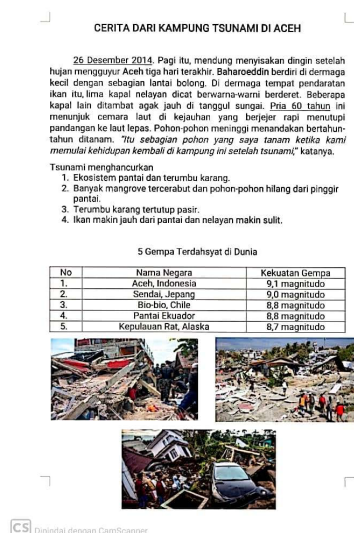 CERITA DARI KAMPUNG TSUNAMI DI ACEH
26 Desember 2014. Pagi itu, mendung menyisakan dingin setelah
hujan mengguyur Aceh tiga hari terakhir. Baharoeddin berdiri di dermaga
kecil dengan sebagian lantai bolong. Di dermaga tempat pendaratan
ikan itu, lima kapal nelayan dicat berwarna-warni berderet. Beberapa
kapal lain ditambat agak jauh di tanggul sungai. Pria 60 tahun ini
menunjuk cemara laut di kejauhan yang berjejer rapi menutupi
pandangan ke laut lepas. Pohon-pohon meninggi menandakan bertahun-
tahun ditanam. "Itu sebagian pohon yang saya tanam ketika kami
memulai kehidupan kembali di kampung ini setelah tsunami," katanya.
Tsunami menghancurkan
1. Ekosistem pantai dan terumbu karang.
2. Banyak mangrove tercerabut dan pohon-pohon hilang dari pinggir
pantai.
3. Terumbu karang tertutup pasir.
4. Ikan makin jauh dari pantai dan nelayan makin sulit.
5 Gempa Terdahsyat di Dunia
No Nama Negara Kekuatan Gempa
1. Aceh, Indonesia 9,1 magnitudo
2. Sendai, Jepang 9,0 magnitudo
3. Bio-bio, Chile 8,8 magnitudo
4. Pantai Ekuador 8,8 magnitudo
5. Kepulauan Rat, Alaska 8,7 magnitudo
CS Dipindai dengan CamScanner